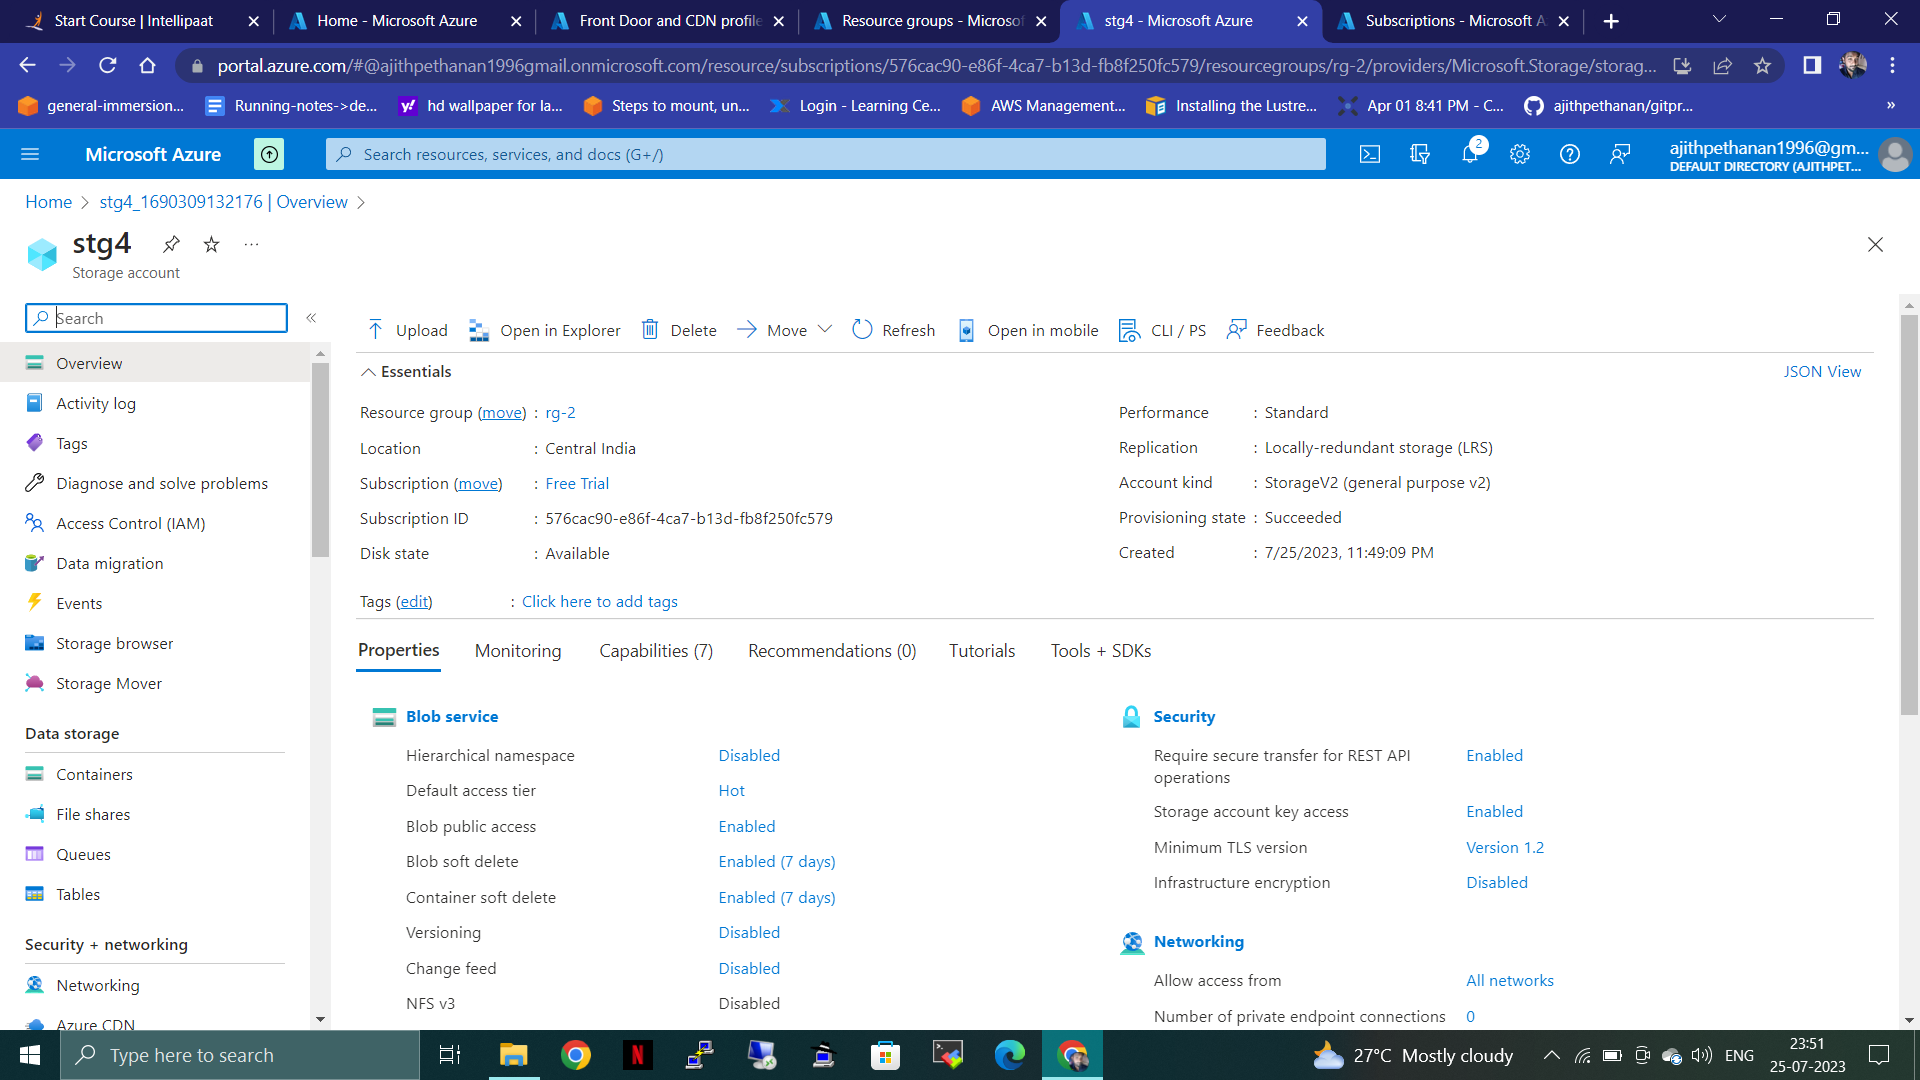 Start Course | Intellipaat
Home - Microsoft Azure
Front Door and CDN profile
Resource groups - Microsof
stg4 - Microsoft Azure
Subscriptions - Microsoft A
portal.azure.com/#@ajithpethanan1996gmail.onmicrosoft.com/resource/subscriptions/576cac90-e86f-4ca7-b13d-fb8f250fc579/resourcegroups/rg-2/providers/Microsoft.Storage/storag...
general-immersion...
Running-notes->de...
hd wallpaper for la...
Steps to mount, un...
Login - Learning Ce...
AWS Management...
Installing the Lustre...
Apr 01 8:41 PM - C...
ajithpethanan/gitpr...
»
Microsoft Azure
Search resources, services, and docs (G+/)
2
ajithpethanan1996@gm...
DEFAULT DIRECTORY (AJITHPET...
Home > stg4_1690309132176 | Overview >
stg4
...
Storage account
Search
«
Upload
Open in Explorer
Delete
Move
Refresh
Open in mobile
CLI / PS
Feedback
Overview
Activity log
Tags
Diagnose and solve problems
Access Control (IAM)
Data migration
Events
Storage browser
Storage Mover
Data storage
Containers
File shares
Queues
Tables
Security + networking
Networking
Azure CDN
Essentials
JSON View
Resource group (move) : rg-2
Location : Central India
Subscription (move) : Free Trial
Subscription ID : 576cac90-e86f-4ca7-b13d-fb8f250fc579
Disk state : Available
Performance : Standard
Replication : Locally-redundant storage (LRS)
Account kind : StorageV2 (general purpose v2)
Provisioning state : Succeeded
Created : 7/25/2023, 11:49:09 PM
Tags (edit) : Click here to add tags
Properties
Monitoring
Capabilities (7)
Recommendations (0)
Tutorials
Tools + SDKs
Blob service
Hierarchical namespace Disabled
Default access tier Hot
Blob public access Enabled
Blob soft delete Enabled (7 days)
Container soft delete Enabled (7 days)
Versioning Disabled
Change feed Disabled
NFS v3 Disabled
Security
Require secure transfer for REST API Enabled
operations
Storage account key access Enabled
Minimum TLS version Version 1.2
Infrastructure encryption Disabled
Networking
Allow access from All networks
Number of private endpoint connections 0
Type here to search
27°C Mostly cloudy
ENG
23:51
25-07-2023